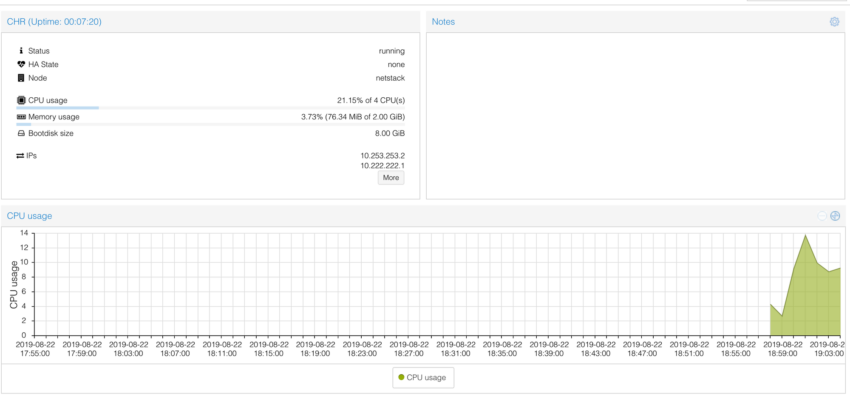 CHR (Uptime: 00:07:20)
Notes
Status running
HA State none
Node netstack
CPU usage 21.15% of 4 CPU(s)
Memory usage 3.73% (76.34 MiB of 2.00 GiB)
Bootdisk size 8.00 GiB
IPs 10.253.253.2
10.222.222.1
More
CPU usage
14
12
10
8
6
4
2
0
CPU usage
2019-08-22 2019-08-22 2019-08-22 2019-08-22 2019-08-22 2019-08-22 2019-08-22 2019-08-22 2019-08-22 2019-08-22 2019-08-22 2019-08-22 2019-08-22 2019-08-22 2019-08-22 2019-08-22 2019-08-22 2019-08-2
17:55:00 17:59:00 18:03:00 18:07:00 18:11:00 18:15:00 18:19:00 18:23:00 18:27:00 18:31:00 18:35:00 18:39:00 18:43:00 18:47:00 18:51:00 18:55:00 18:59:00 19:03:00
CPU usage